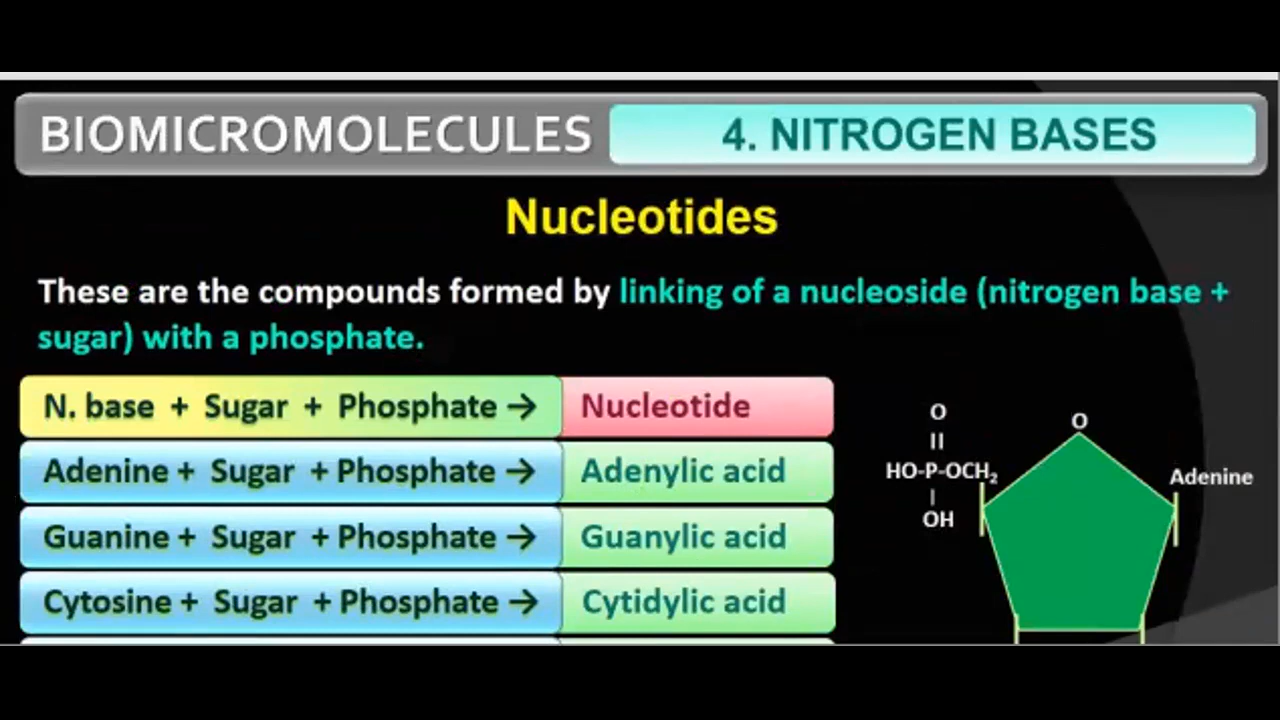 BIOMICROMOLECULES
4. NITROGEN BASES
Nucleotides
These are the compounds formed by linking of a nucleoside (nitrogen base +
sugar) with a phosphate.
N. base + Sugar + Phosphate → Nucleotide
Adenine + Sugar + Phosphate → Adenylic acid
Guanine + Sugar + Phosphate → Guanylic acid
Cytosine + Sugar + Phosphate → Cytidylic acid
O
||
HO-P-OCH₂
|
OH
O
Adenine